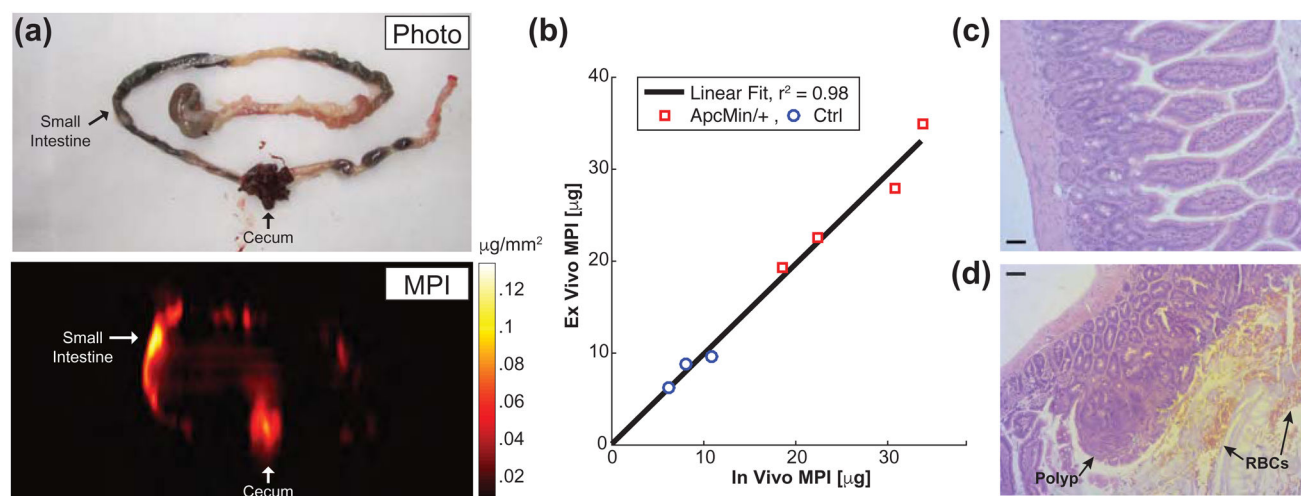 (a)
Photo
Small
Intestine
Cecum
MPI
Small
Intestine
Cecum
μg/mm²
.12
.1
.08
.06
.04
.02
(b)
40
30
20
10
0
Ex Vivo MPI [μg]
Linear Fit, r² = 0.98
ApcMin/+ , Ctrl
0 10 20 30
In Vivo MPI [μg]
(c)
(d)
Polyp
RBCs